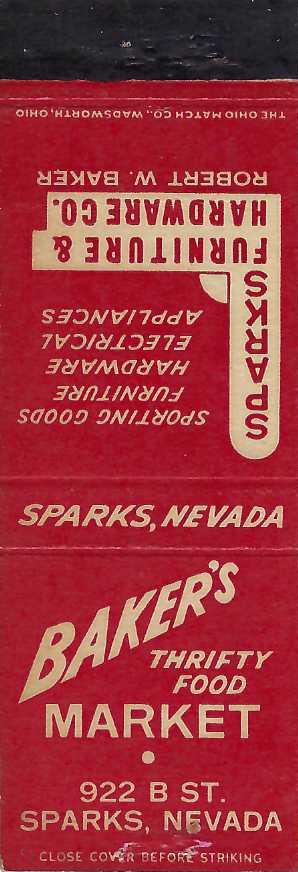 THE OHIO MATCH CO., WADSWORTH, OHIO
ROBERT W. BAKER
SPARKS
FURNITURE &
HARDWARE CO.
SPORTING GOODS
FURNITURE
HARDWARE
ELECTRICAL
APPLIANCES
SPARKS, NEVADA
BAKER'S
THRIFTY
FOOD
MARKET
•
922 B ST.
SPARKS, NEVADA
CLOSE COVER BEFORE STRIKING